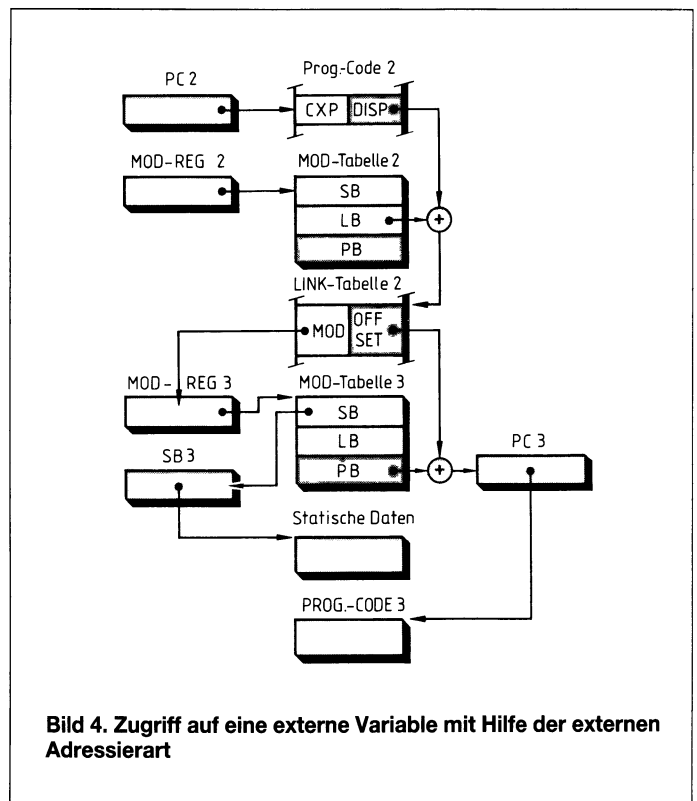 Prog.-Code 2
PC 2
CXP DISP
MOD-REG 2 MOD-Tabelle 2
SB
LB
+
PB
LINK-Tabelle 2
MOD OFF
SET
MOD- REG 3 MOD-Tabelle 3
SB
LB
SB 3 PC 3
PB +
Statische Daten
PROG.-CODE 3
Bild 4. Zugriff auf eine externe Variable mit Hilfe der externen
Adressierart